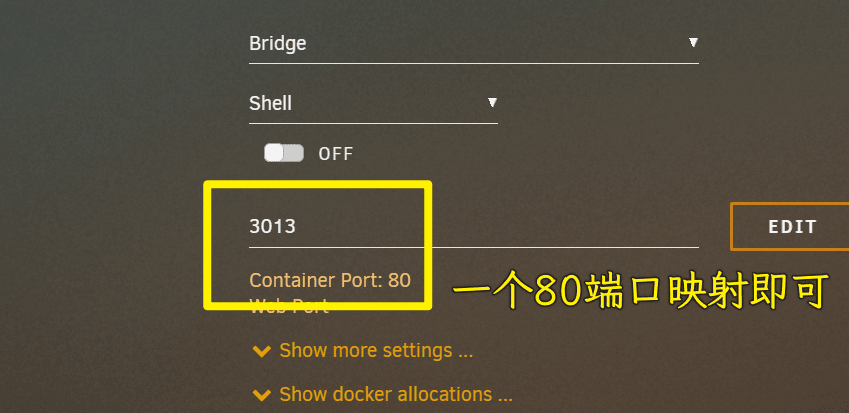 Bridge
Shell
OFF
3013
EDIT
Container Port: 80
一个80端口映射即可
Web Port
Show more settings ...
Show docker allocations ...